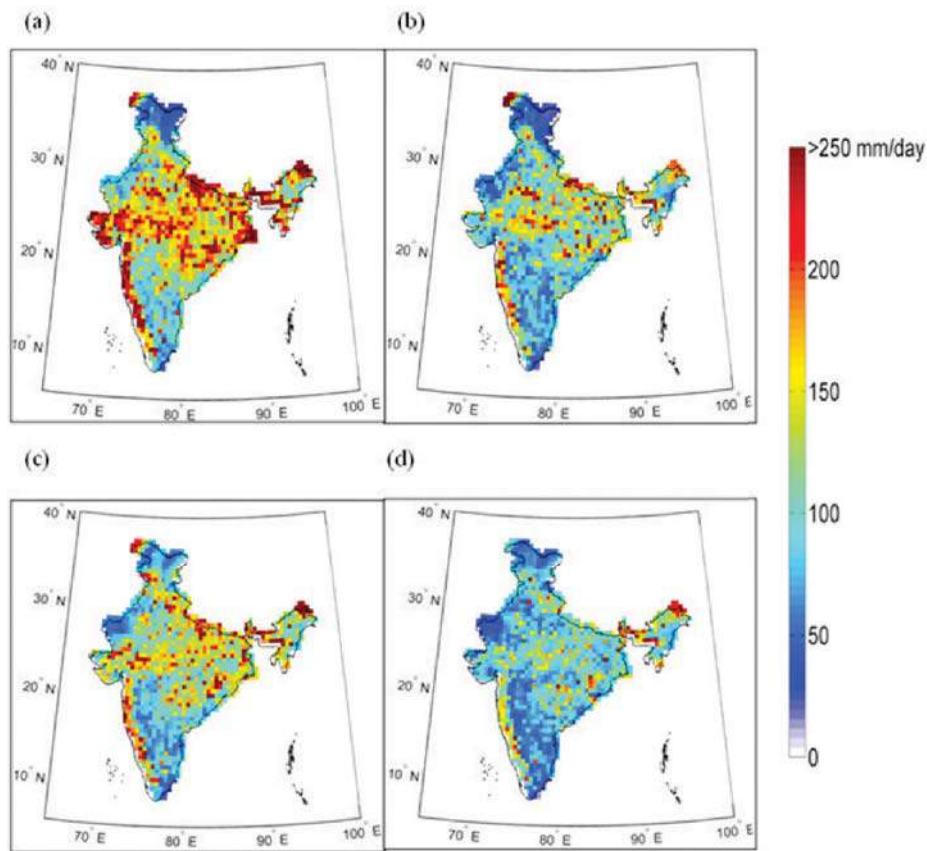 (a)
(b)
40° N
30° N
20° N
10° N
70° E
80° E
90° E
100° E
40° N
30° N
20° N
10° N
70° E
80° E
90° E
100° E
>250 mm/day
200
150
100
50
0
(c)
(d)
40° N
30° N
20° N
10° N
70° E
80° E
90° E
100° E
40° N
30° N
20° N
10° N
70° E
80° E
90° E
100° E